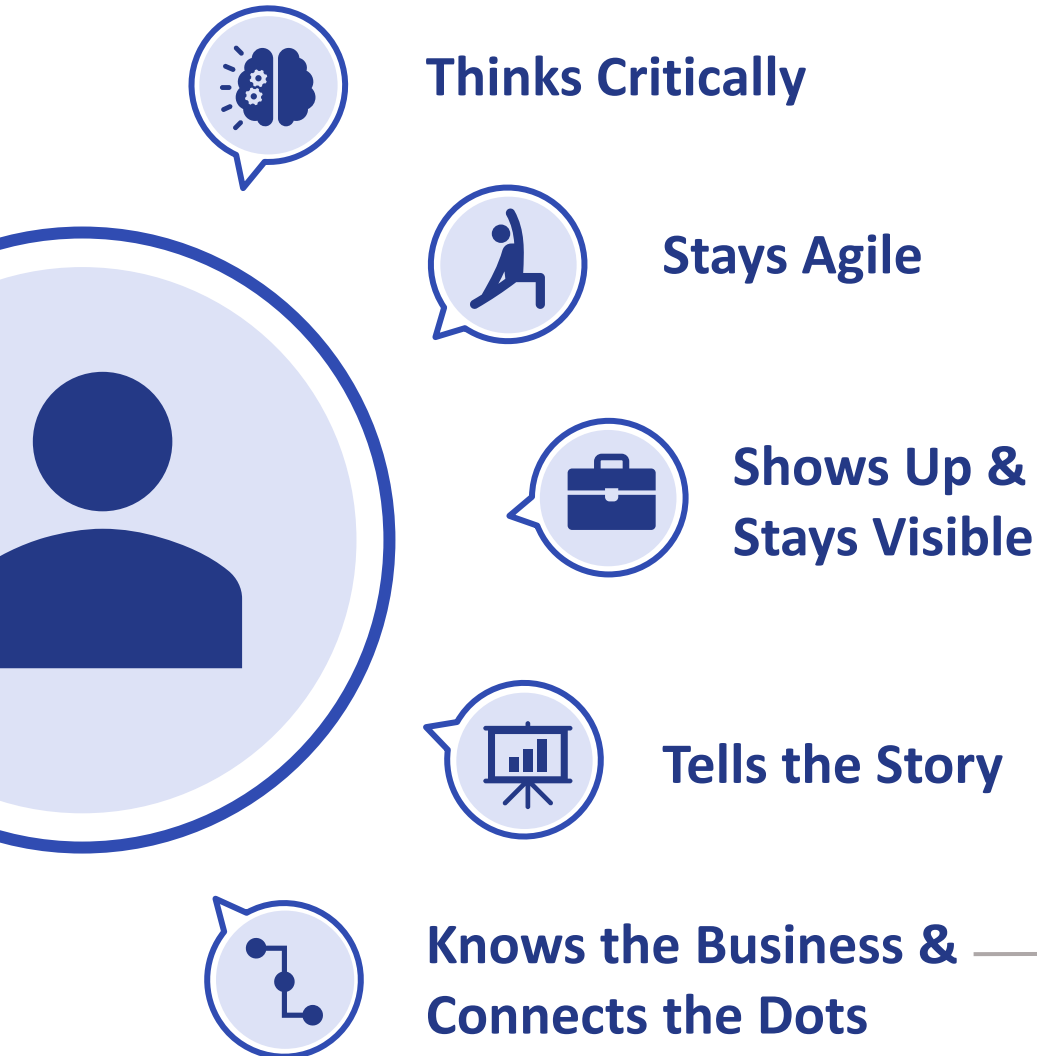 Thinks Critically
Stays Agile
Shows Up &
Stays Visible
Tells the Story
Knows the Business &
Connects the Dots